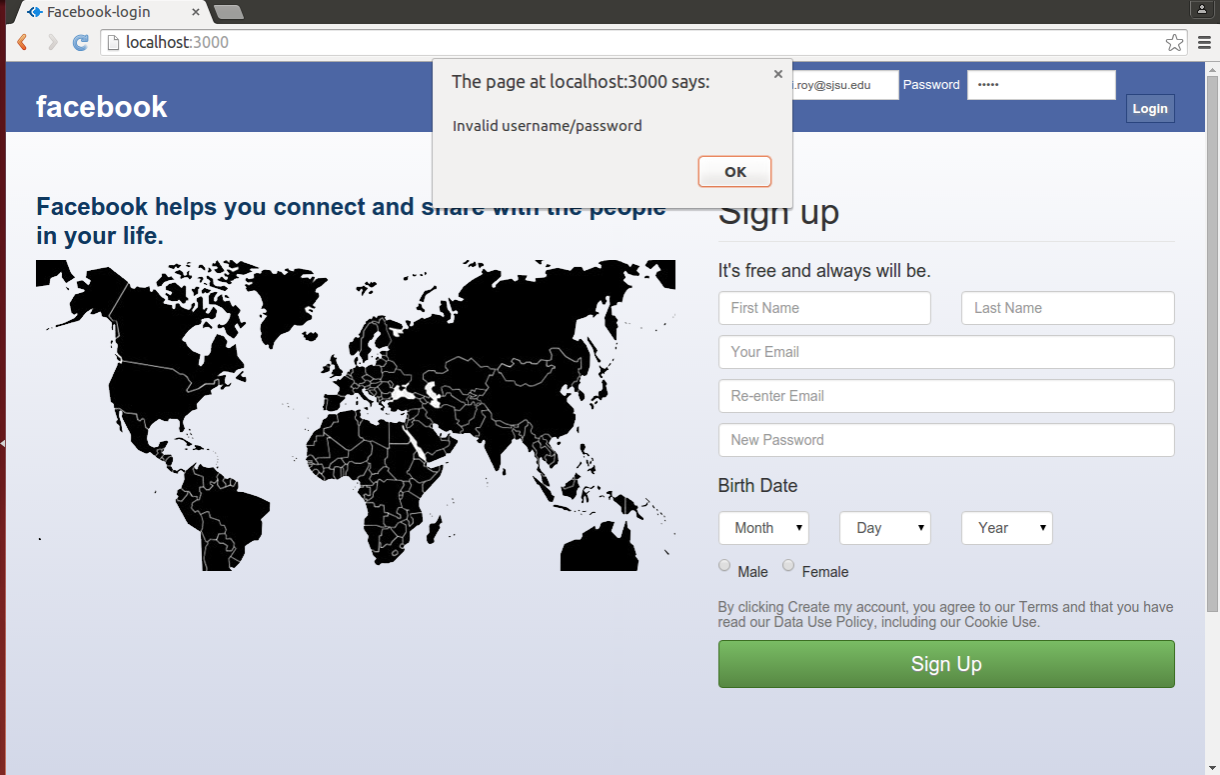 Facebook-login
localhost:3000
The page at localhost:3000 says:
Invalid username/password
OK
facebook
i.roy@sjsu.edu
Password
•••••
Login
Facebook helps you connect and share with the people
in your life.
Sign up
It's free and always will be.
First Name
Last Name
Your Email
Re-enter Email
New Password
Birth Date
Month
Day
Year
Male
Female
By clicking Create my account, you agree to our Terms and that you have
read our Data Use Policy, including our Cookie Use.
Sign Up